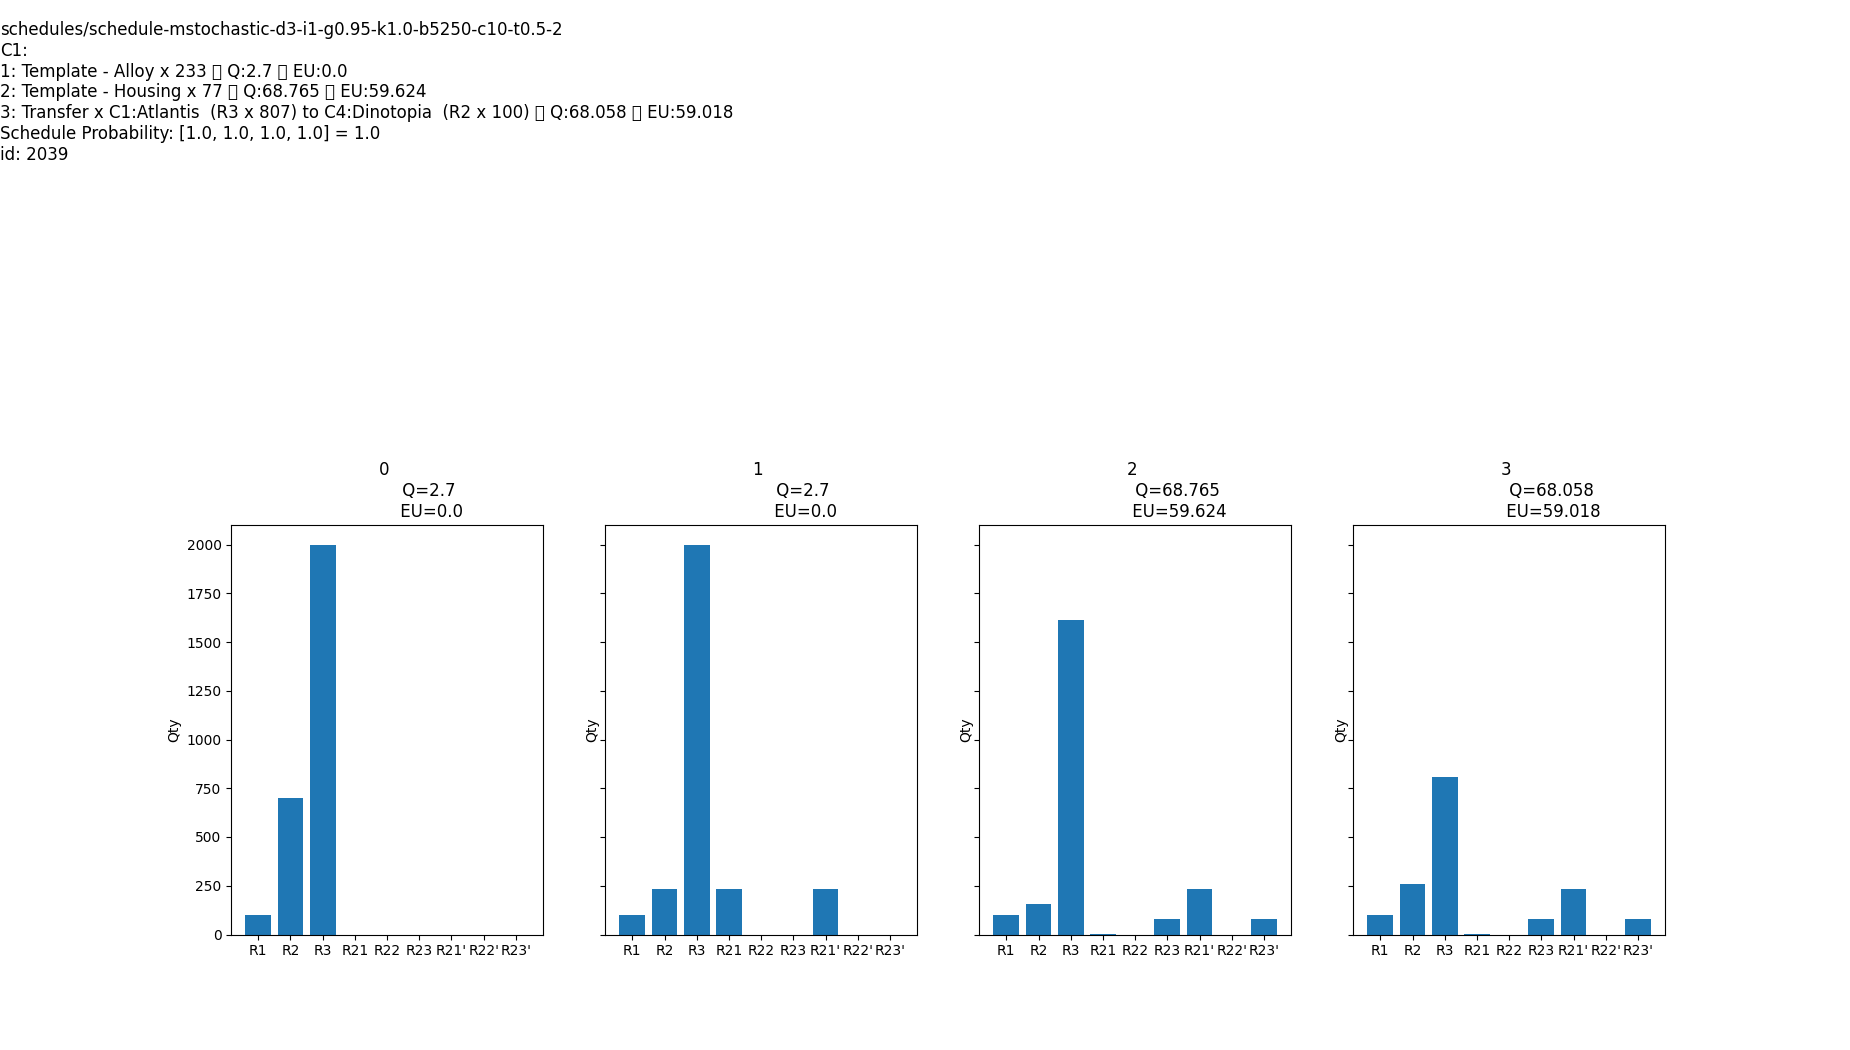 schedules/schedule-mstochastic-d3-i1-g0.95-k1.0-b5250-c10-t0.5-2
C1:
1: Template - Alloy x 233 ▯ Q:2.7 ▯ EU:0.0
2: Template - Housing x 77 ▯ Q:68.765 ▯ EU:59.624
3: Transfer x C1:Atlantis  (R3 x 807) to C4:Dinotopia  (R2 x 100) ▯ Q:68.058 ▯ EU:59.018
Schedule Probability: [1.0, 1.0, 1.0, 1.0] = 1.0
id: 2039
0
Q=2.7
EU=0.0
2000
1750
1500
1250
1000
750
500
250
0
Qty
R1 R2 R3 R21 R22 R23 R21' R22' R23'
1
Q=2.7
EU=0.0
Qty
R1 R2 R3 R21 R22 R23 R21' R22' R23'
2
Q=68.765
EU=59.624
Qty
R1 R2 R3 R21 R22 R23 R21' R22' R23'
3
Q=68.058
EU=59.018
Qty
R1 R2 R3 R21 R22 R23 R21' R22' R23'